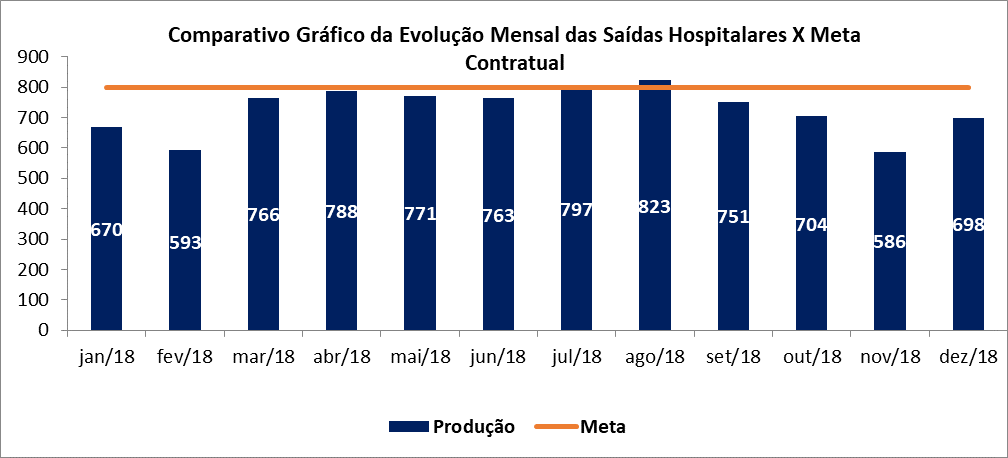 Comparativo Gráfico da Evolução Mensal das Saídas Hospitalares X Meta
Contratual
900
800
700
600
500
400
300
200
100
0
670
593
766
788
771
763
797
823
751
704
586
698
jan/18
fev/18
mar/18
abr/18
mai/18
jun/18
jul/18
ago/18
set/18
out/18
nov/18
dez/18
Produção
Meta